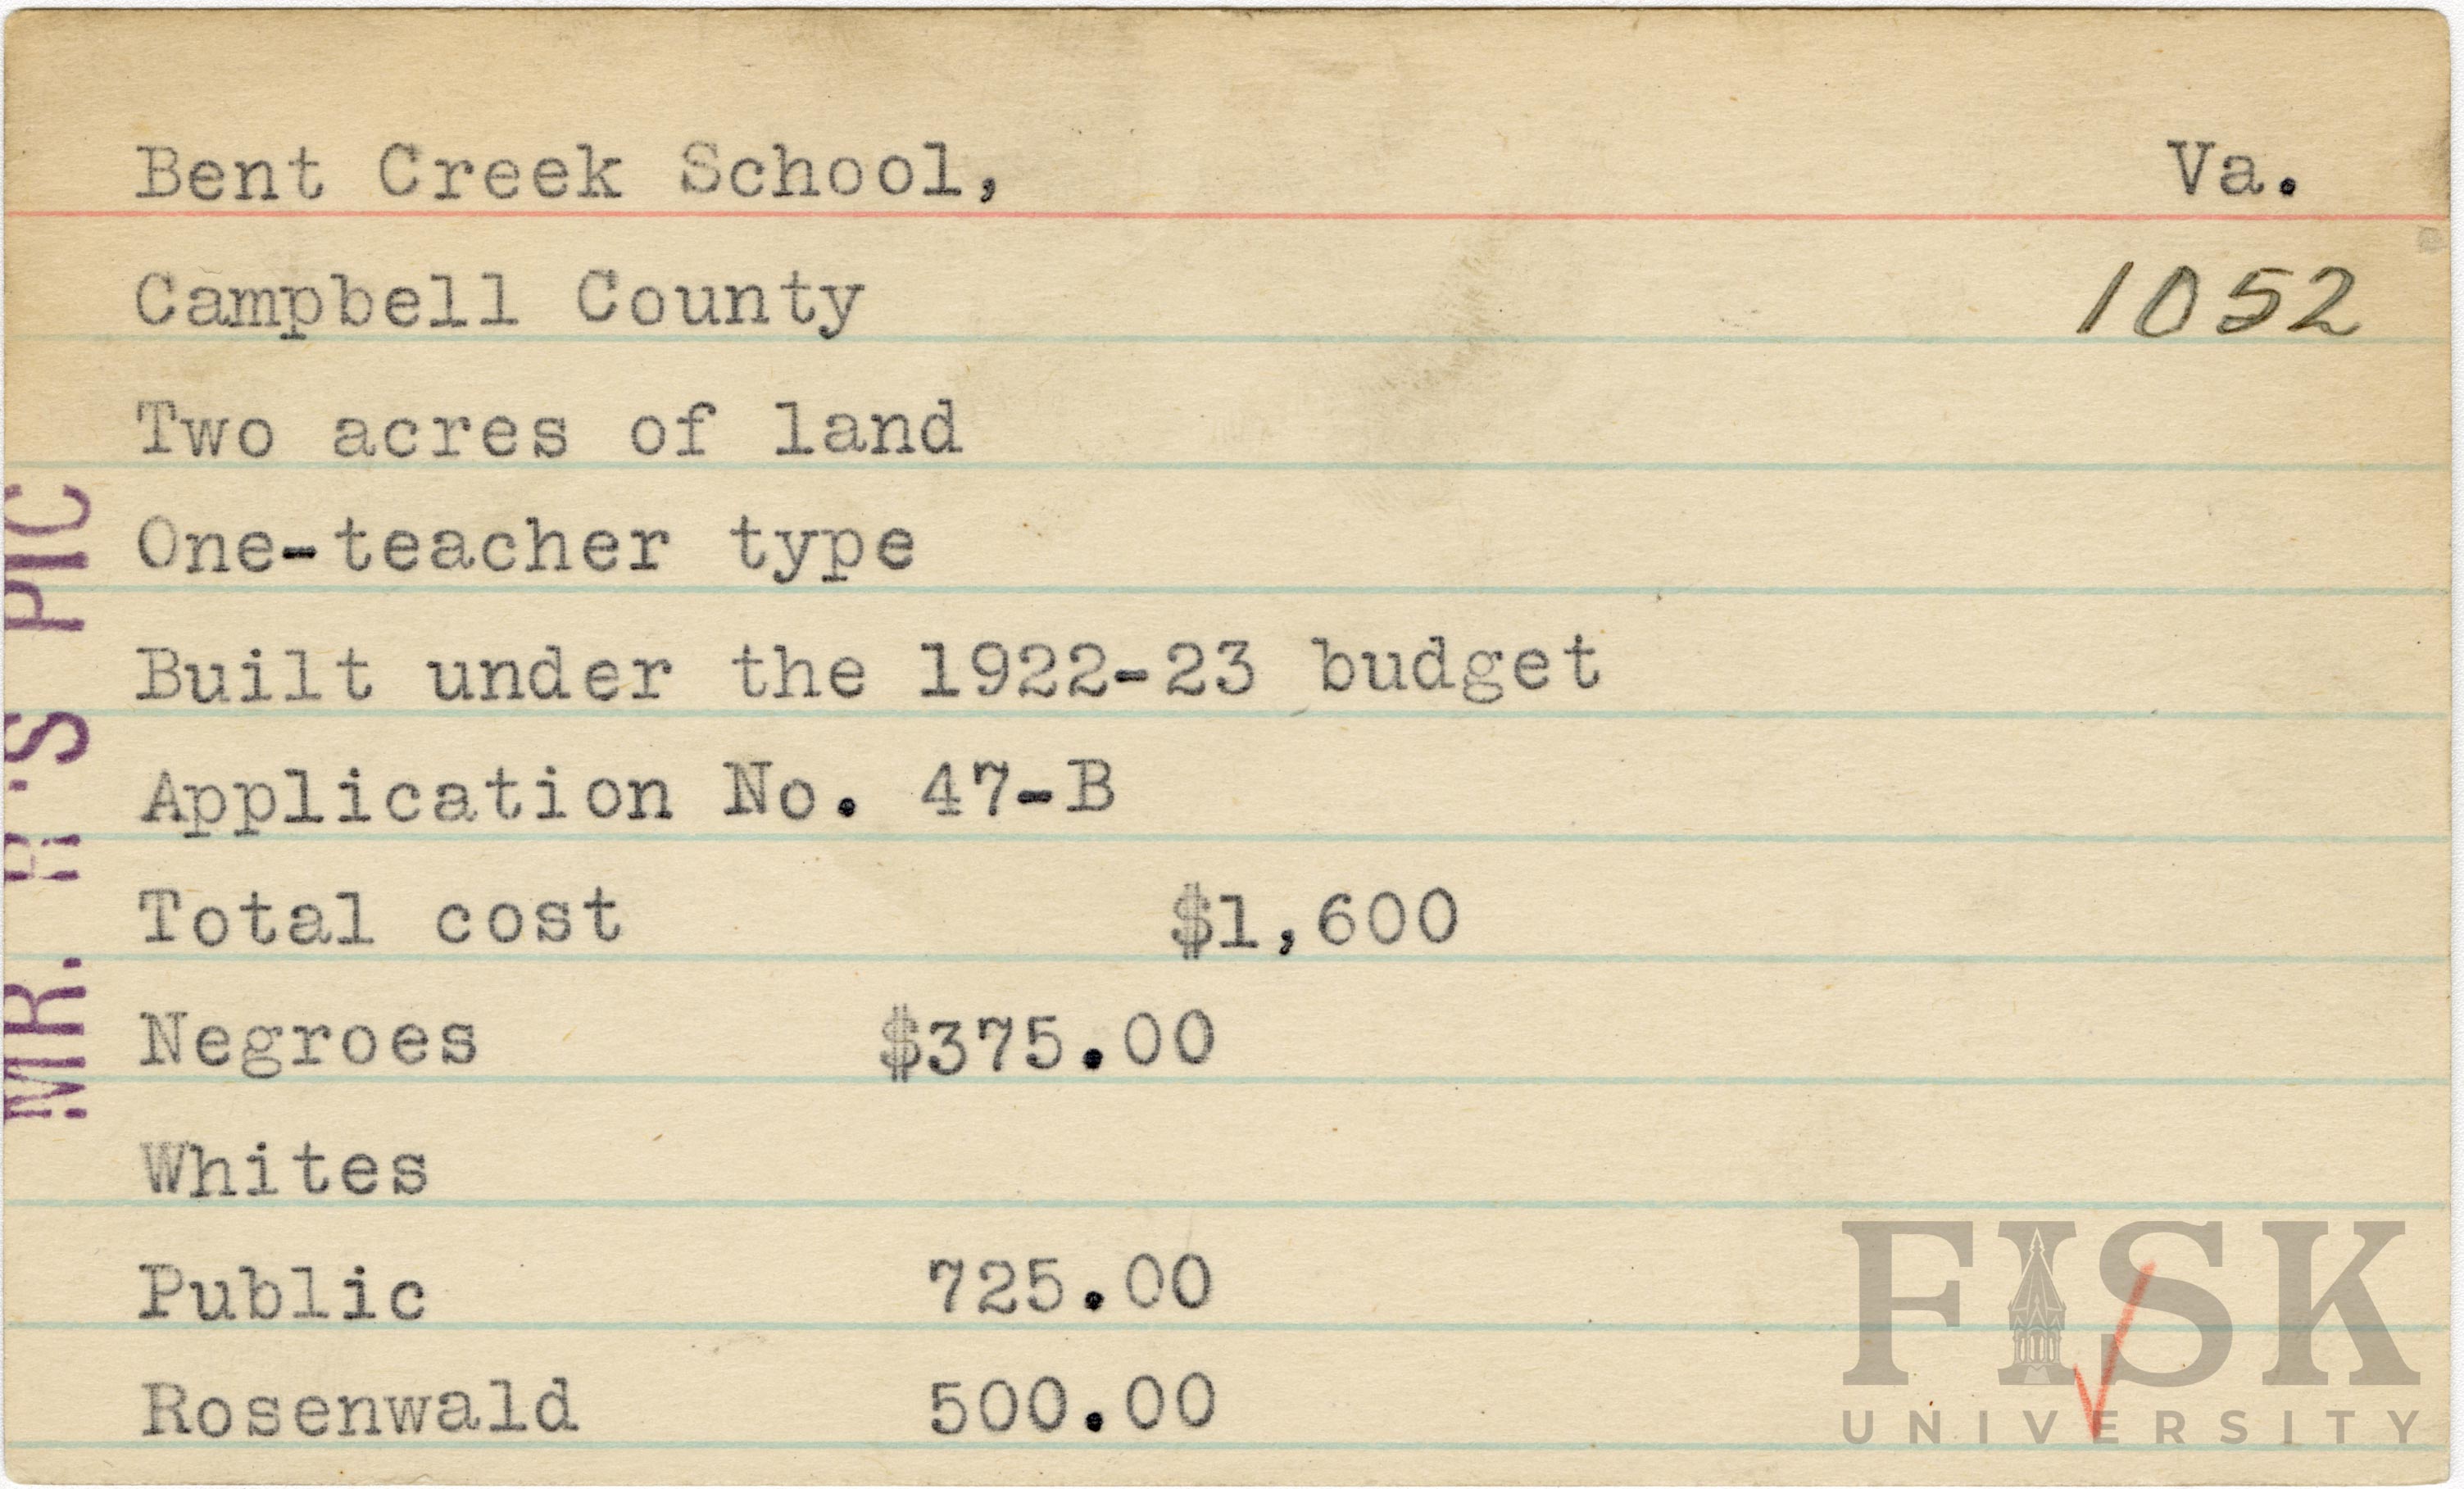 Bent Creek School, Va.
Campbell County 1052
Two acres of land
One-teacher type
Built under the 1922-23 budget
Application No. 47-B
Total cost $1,600
Negroes $375.00
Whites
Public 725.00
Rosenwald 500.00
MR. R'S PIC
FISK
UNIVERSITY